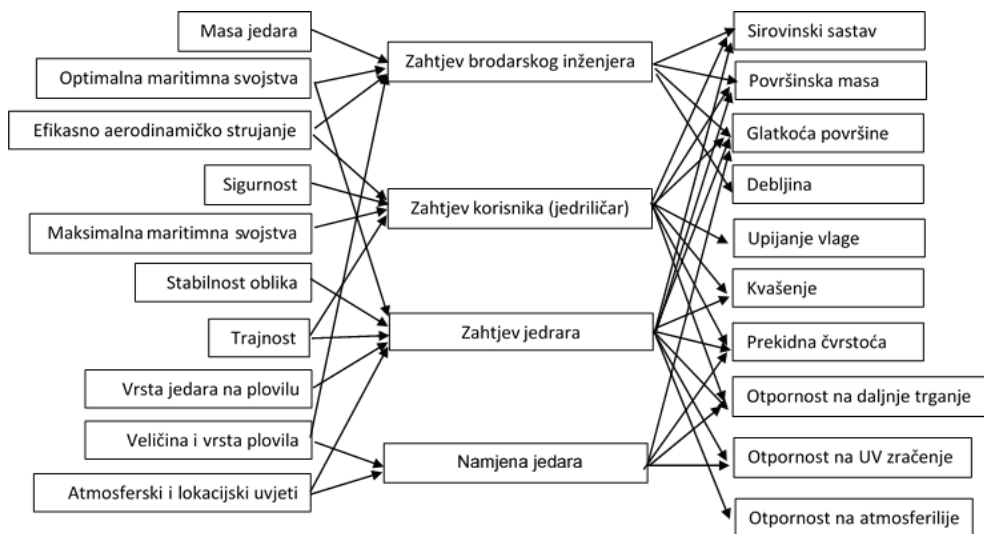 Masa jedara
Optimalna maritimna svojstva
Efikasno aerodinamičko strujanje
Sigurnost
Maksimalna maritimna svojstva
Stabilnost oblika
Trajnost
Vrsta jedara na plovilu
Veličina i vrsta plovila
Atmosferski i lokacijski uvjeti
Zahtjev brodarskog inženjera
Zahtjev korisnika (jedriličar)
Zahtjev jedrara
Namjena jedara
Sirovinski sastav
Površinska masa
Glatkoća površine
Debljina
Upijanje vlage
Kvašenje
Prekidna čvrstoća
Otpornost na daljnje trganje
Otpornost na UV zračenje
Otpornost na atmosferilije